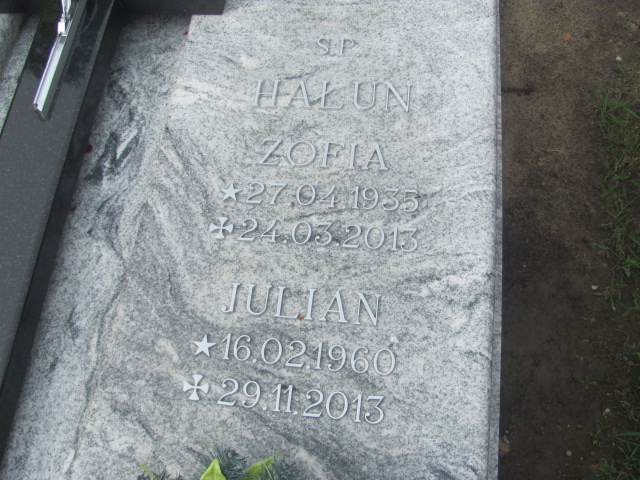 Ś.P.
HAŁUN
ZOFIA
★27.04.1935
✠24.03.2013
JULIAN
★16.02.1960
✠29.11.2013